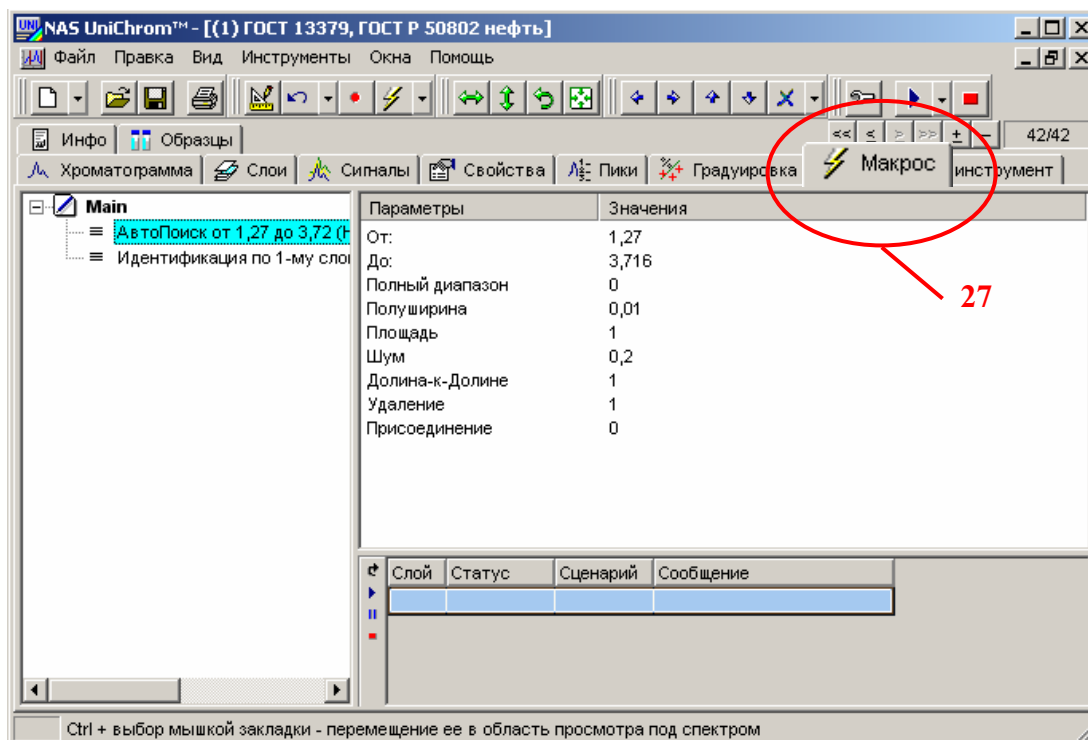 NAS UniChrom™ - [(1) ГОСТ 13379, ГОСТ Р 50802 нефть]
Файл Правка Вид Инструменты Окна Помощь
Инфо Образцы << < > >> + - 42/42
Хроматограмма Слои Сигналы Свойства Пики Градуировка Макрос инструмент
Main
АвтоПоиск от 1,27 до 3,72 (Н
Идентификация по 1-му сло
Параметры Значения
От: 1,27
До: 3,716
Полный диапазон 0
Полуширина 0,01
Площадь 1
Шум 0,2
Долина-к-Долине 1
Удаление 1
Присоединение 0
27
Слой Статус Сценарий Сообщение
Ctrl + выбор мышкой закладки - перемещение ее в область просмотра под спектром